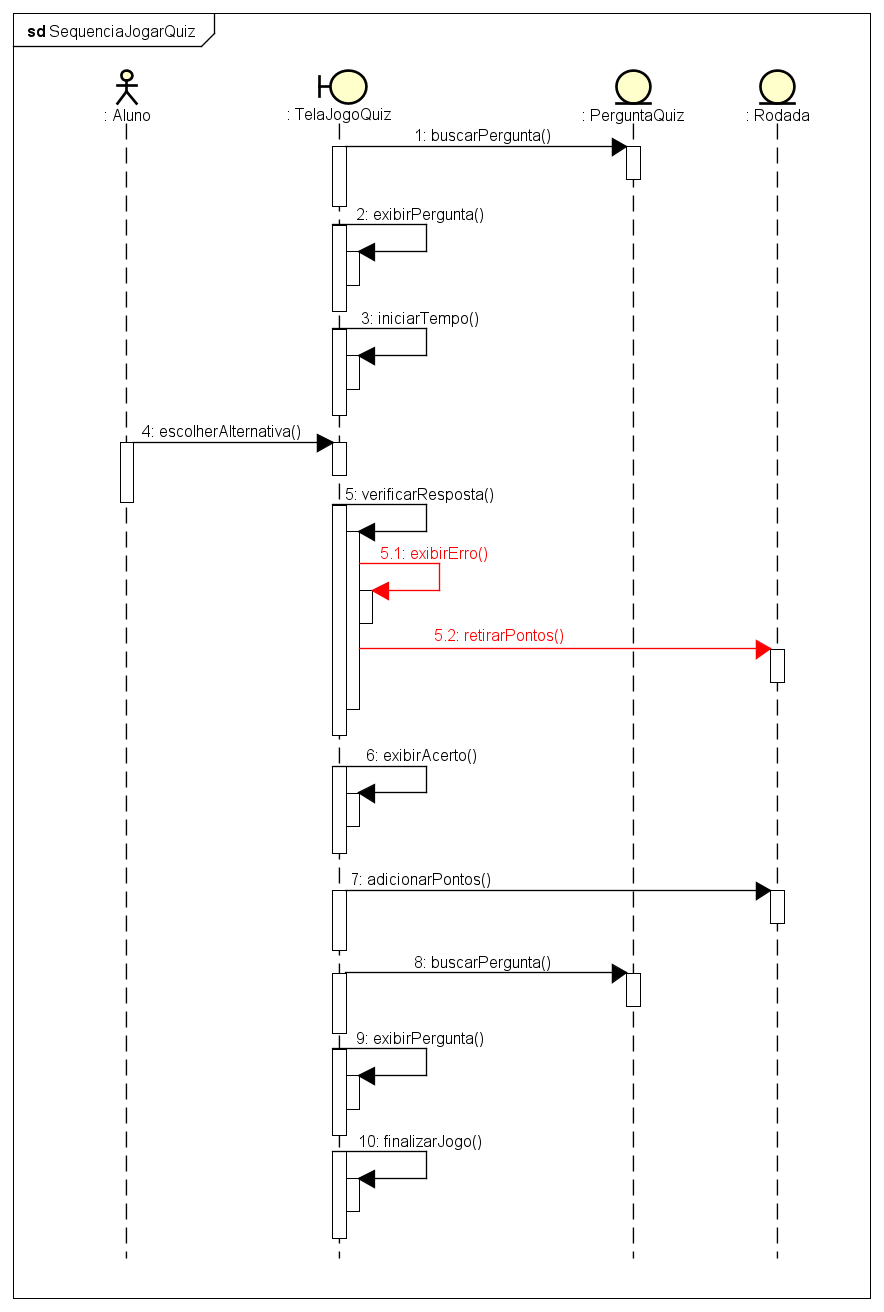 sd SequenciaJogarQuiz
: Aluno
: TelaJogoQuiz
: PerguntaQuiz
: Rodada
1: buscarPergunta()
2: exibirPergunta()
3: iniciarTempo()
4: escolherAlternativa()
5: verificarResposta()
5.1: exibirErro()
5.2: retirarPontos()
6: exibirAcerto()
7: adicionarPontos()
8: buscarPergunta()
9: exibirPergunta()
10: finalizarJogo()